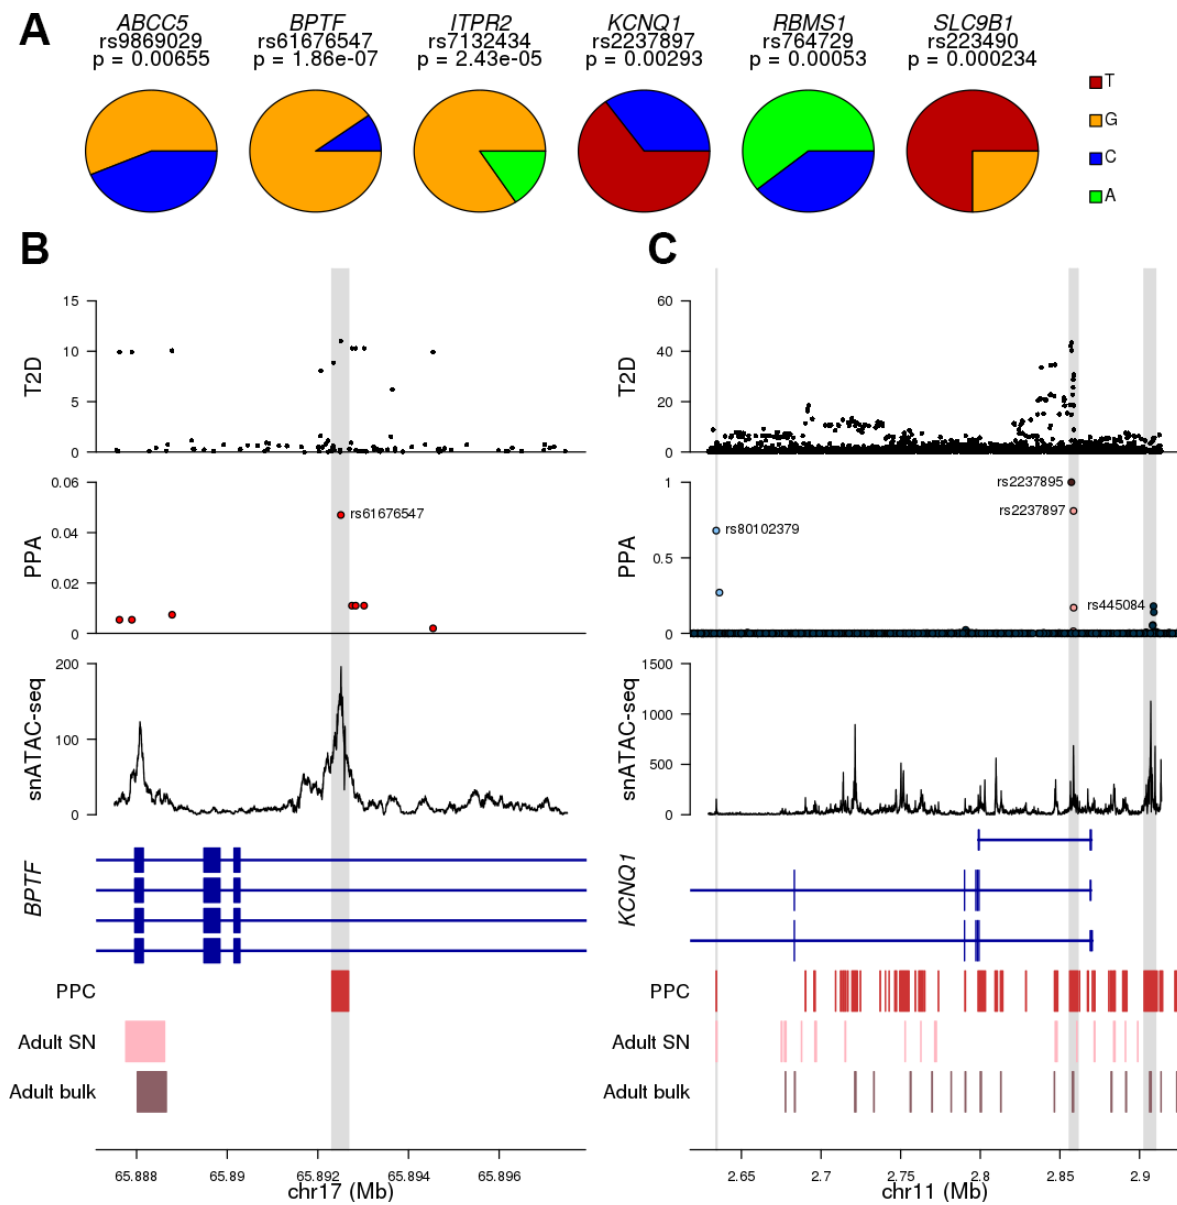 A
ABCC5
rs9869029
p = 0.00655
BPTF
rs61676547
p = 1.86e-07
ITPR2
rs7132434
p = 2.43e-05
KCNQ1
rs2237897
p = 0.00293
RBMS1
rs764729
p = 0.00053
SLC9B1
rs223490
p = 0.000234
T
G
C
A
B
T2D
15
10
5
0
PPA
0.06
0.04
0.02
0
rs61676547
snATAC-seq
200
100
0
BPTF
PPC
Adult SN
Adult bulk
65.888
65.89
65.892
65.894
65.896
chr17 (Mb)
C
T2D
60
40
20
0
PPA
1
0.5
0
rs2237895
rs2237897
rs80102379
rs445084
snATAC-seq
1500
1000
500
0
KCNQ1
PPC
Adult SN
Adult bulk
2.65
2.7
2.75
2.8
2.85
2.9
chr11 (Mb)